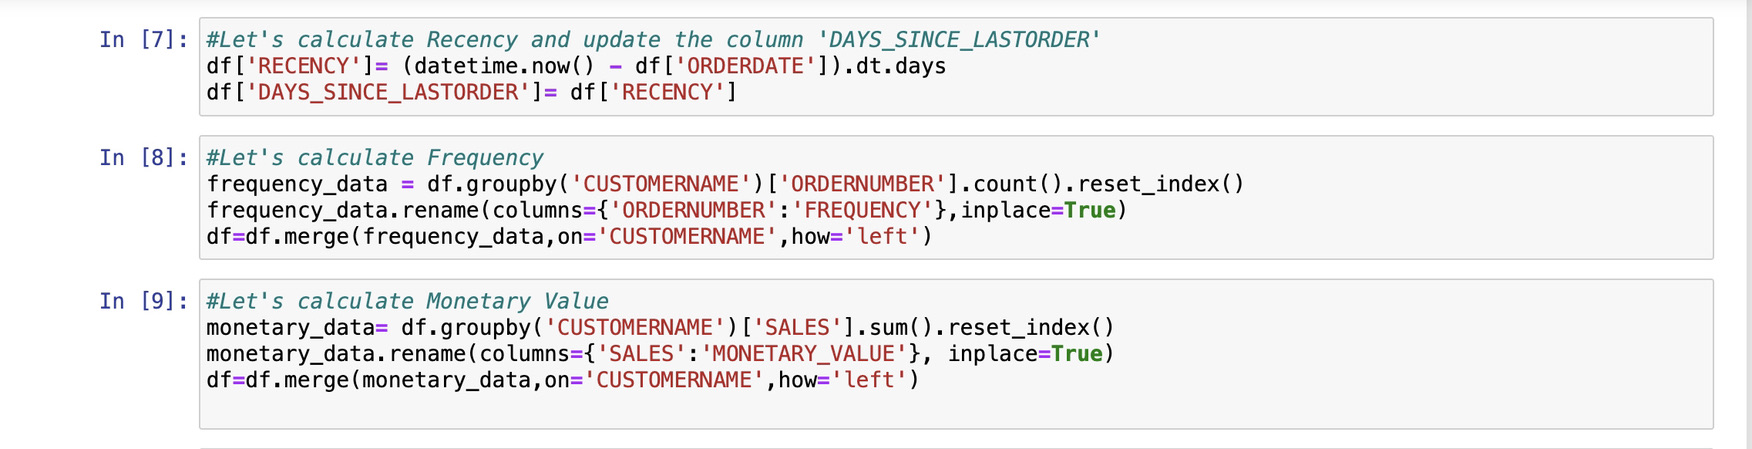 In [7]: #Let's calculate Recency and update the column 'DAYS_SINCE_LASTORDER'
df['RECENCY']= (datetime.now() - df['ORDERDATE']).dt.days
df['DAYS_SINCE_LASTORDER']= df['RECENCY']
In [8]: #Let's calculate Frequency
frequency_data = df.groupby('CUSTOMERNAME')['ORDERNUMBER'].count().reset_index()
frequency_data.rename(columns={'ORDERNUMBER':'FREQUENCY'},inplace=True)
df=df.merge(frequency_data,on='CUSTOMERNAME',how='left')
In [9]: #Let's calculate Monetary Value
monetary_data= df.groupby('CUSTOMERNAME')['SALES'].sum().reset_index()
monetary_data.rename(columns={'SALES':'MONETARY_VALUE'}, inplace=True)
df=df.merge(monetary_data,on='CUSTOMERNAME',how='left')